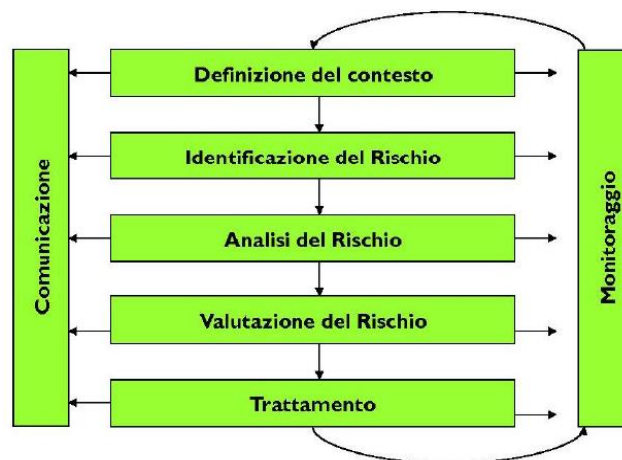 Definizione del contesto
Identificazione del Rischio
Analisi del Rischio
Valutazione del Rischio
Trattamento
Comunicazione
Monitoraggio